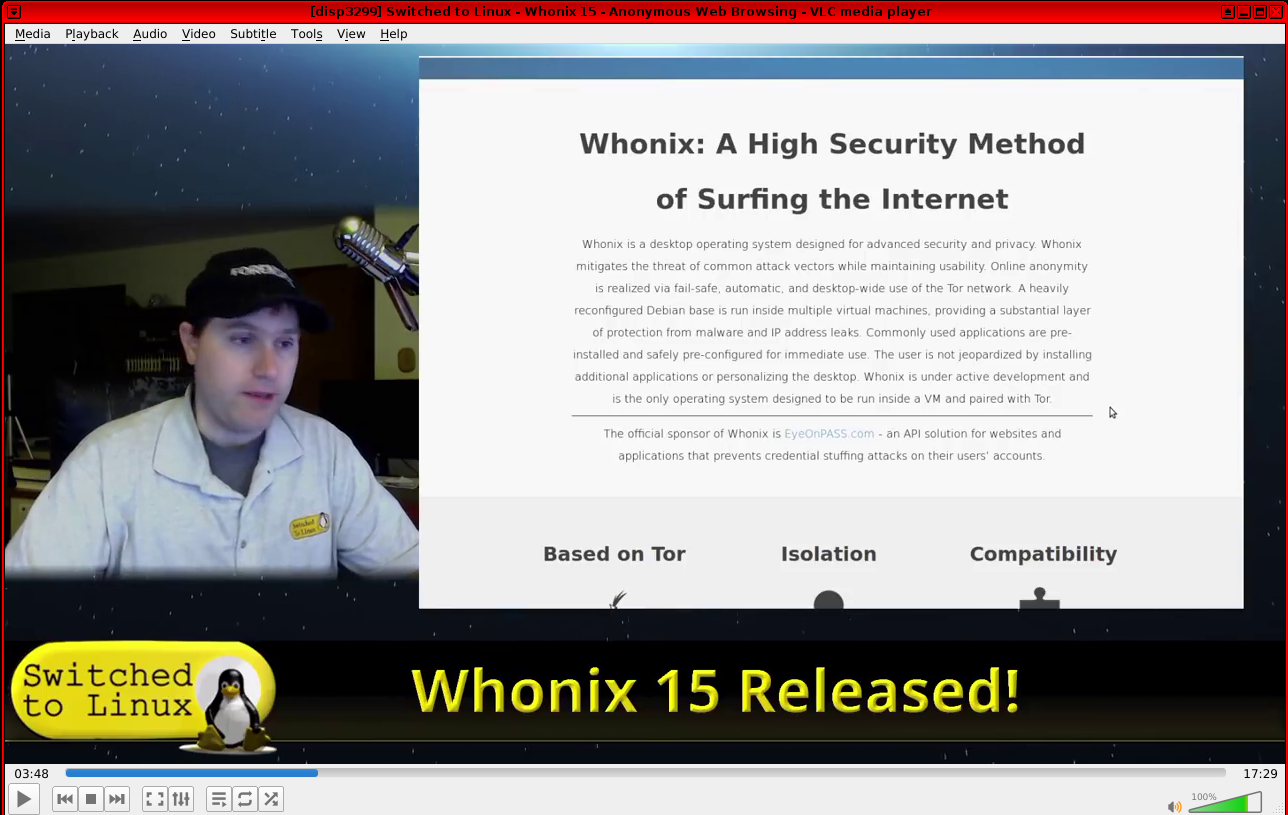 [disp3299] Switched to Linux - Whonix 15 - Anonymous Web Browsing - VLC media player
Media Playback Audio Video Subtitle Tools View Help
Whonix: A High Security Method
of Surfing the Internet
Whonix is a desktop operating system designed for advanced security and privacy. Whonix
mitigates the threat of common attack vectors while maintaining usability. Online anonymity
is realized via fail-safe, automatic, and desktop-wide use of the Tor network. A heavily
reconfigured Debian base is run inside multiple virtual machines, providing a substantial layer
of protection from malware and IP address leaks. Commonly used applications are pre-
installed and safely pre-configured for immediate use. The user is not jeopardized by installing
additional applications or personalizing the desktop. Whonix is under active development and
is the only operating system designed to be run inside a VM and paired with Tor.
The official sponsor of Whonix is EyeOnPASS.com - an API solution for websites and
applications that prevents credential stuffing attacks on their users’ accounts.
Switched
To Linux
Based on Tor Isolation Compatibility
Switched
to Linux
Whonix 15 Released!
03:48 17:29
100%